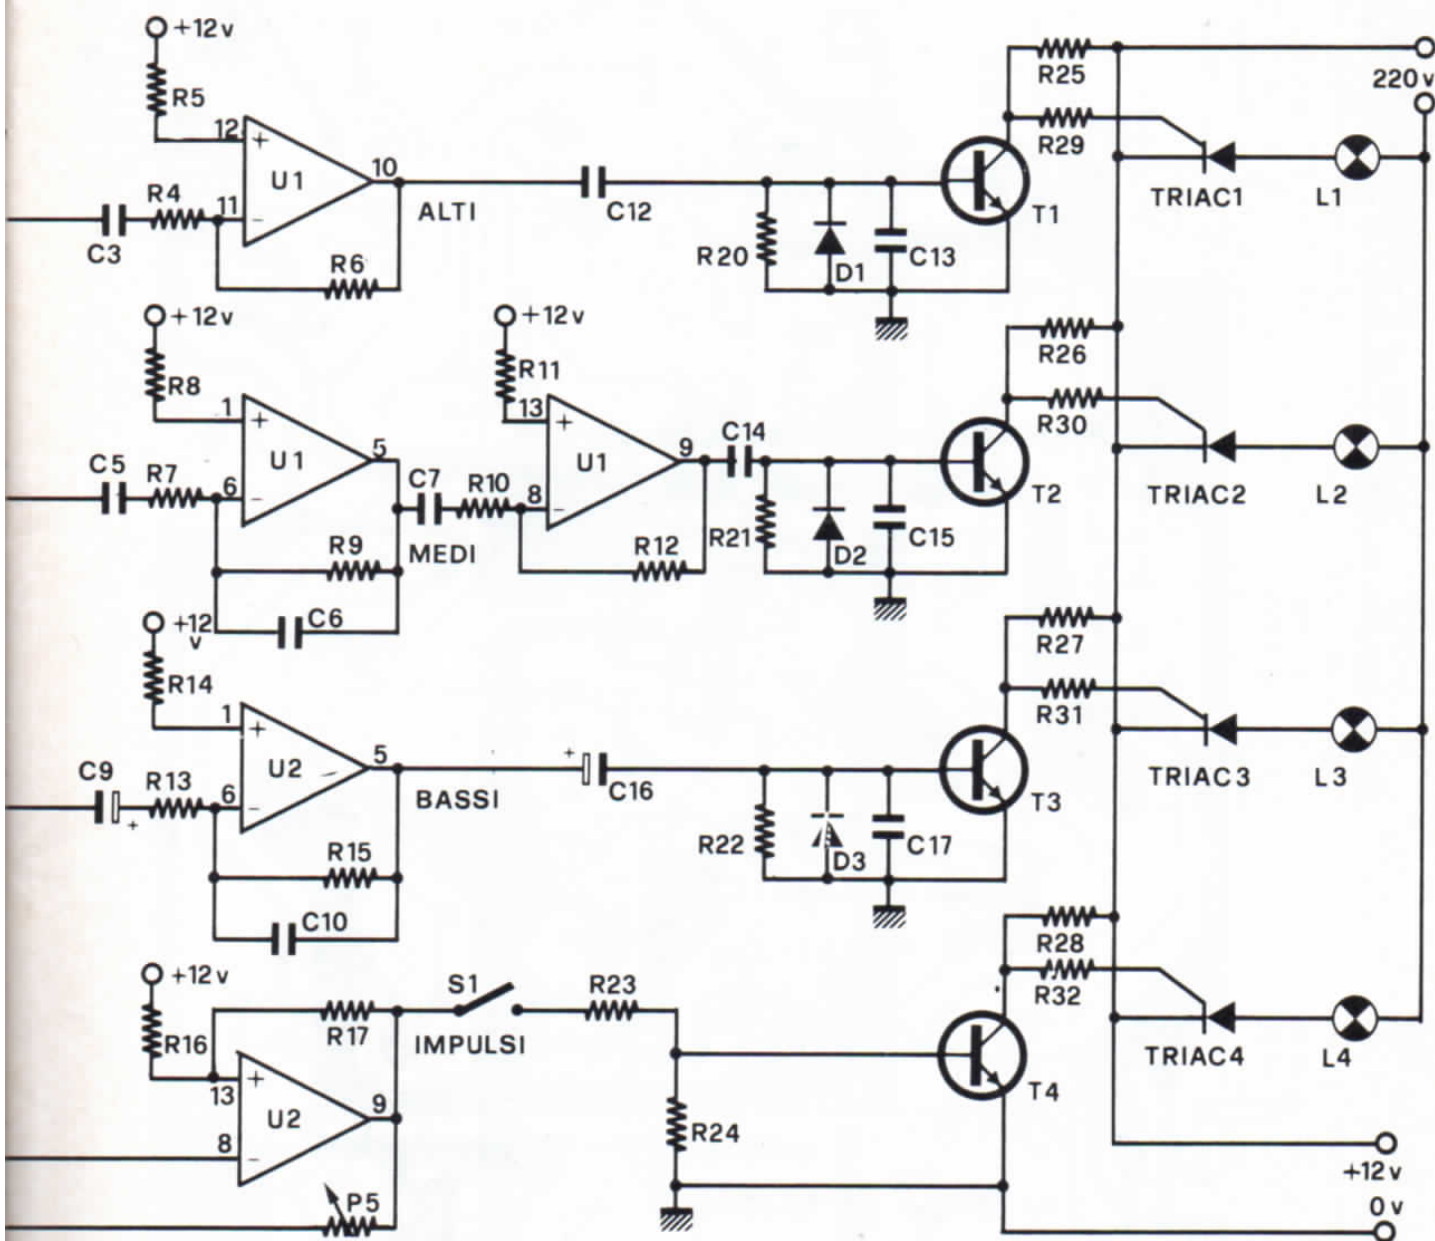 +12v
R5
12
+
U1
10
R4
11
-
ALTI
C3
R6
C12
R20
D1
C13
T1
R25
R29
220v
TRIAC1
L1
+12v
R8
1
+
U1
5
C5
R7
6
-
R9
C6
C7
MEDI
R10
+12v
R11
13
+
U1
9
8
-
R12
C14
R21
D2
C15
T2
R26
R30
TRIAC2
L2
+12
v
R14
1
+
U2
5
C9
+
R13
6
-
BASSI
R15
C10
+
C16
R22
D3
C17
T3
R27
R31
TRIAC3
L3
+12v
R16
R17
13
+
U2
9
8
-
P5
S1
IMPULSI
R23
R24
T4
R28
R32
TRIAC4
L4
+12v
0v